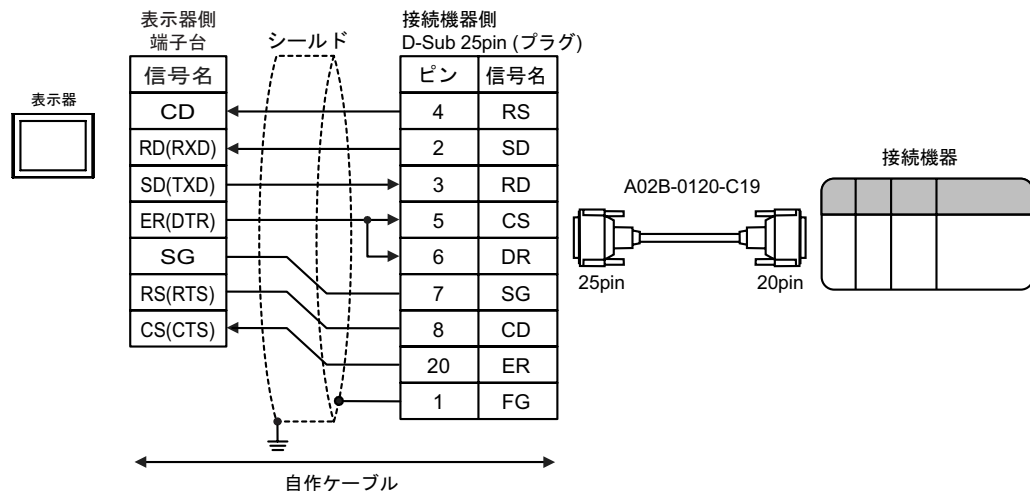 表示器側
端子台
シールド
接続機器側
D-Sub 25pin (プラグ)
信号名
ピン 信号名
表示器
CD 4 RS
RD(RXD) 2 SD
SD(TXD) 3 RD
ER(DTR) 5 CS
SG 6 DR
RS(RTS) 7 SG
CS(CTS) 8 CD
20 ER
1 FG
A02B-0120-C19
接続機器
25pin 20pin
自作ケーブル